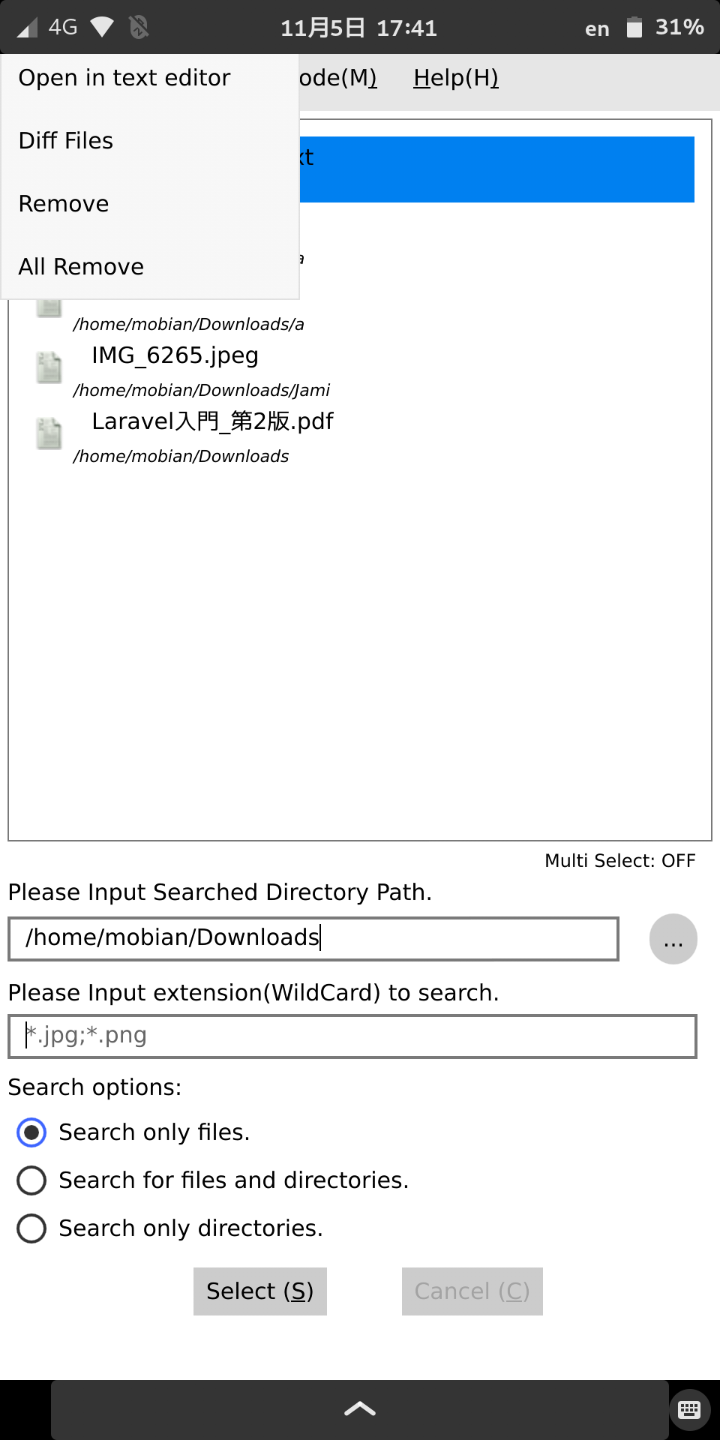 4G 11月5日 17:41 en 31%
Open in text editor
Help(H)
Diff Files
Remove
All Remove
/home/mobian/Downloads/a
IMG_6265.jpeg
/home/mobian/Downloads/Jami
Laravel入門_第2版.pdf
/home/mobian/Downloads
Multi Select: OFF
Please Input Searched Directory Path.
/home/mobian/Downloads
...
Please Input extension(WildCard) to search.
*.jpg;*.png
Search options:
Search only files.
Search for files and directories.
Search only directories.
Select (S)
Cancel (C)